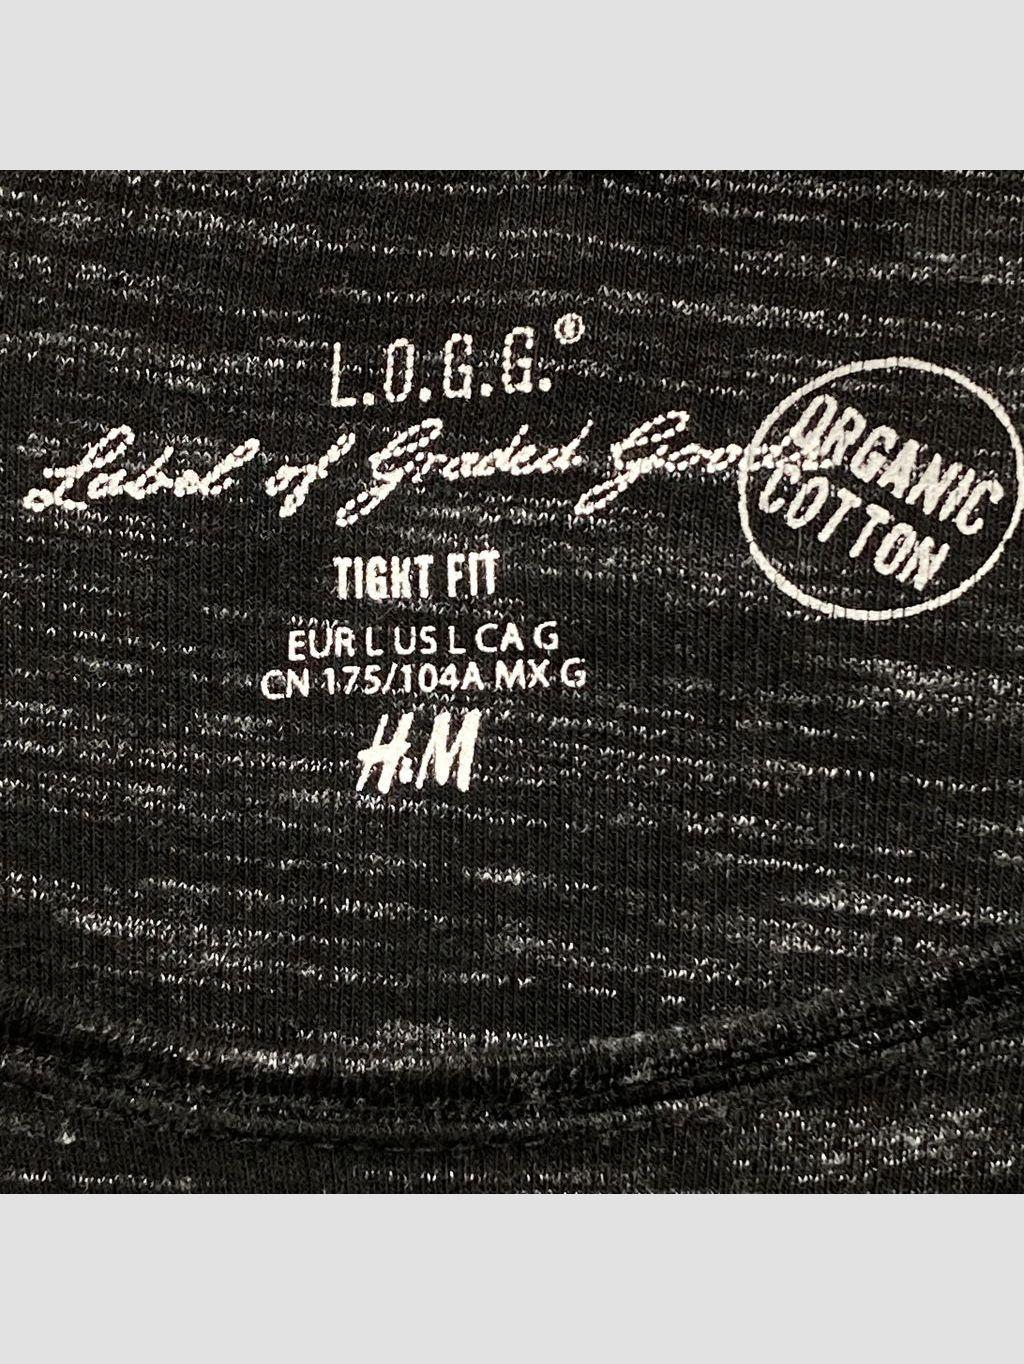 L.O.G.G.®
Label of Graded Goods
ORGANIC
COTTON
TIGHT FIT
EUR L US L CA G
CN 175/104A MX G
H&M